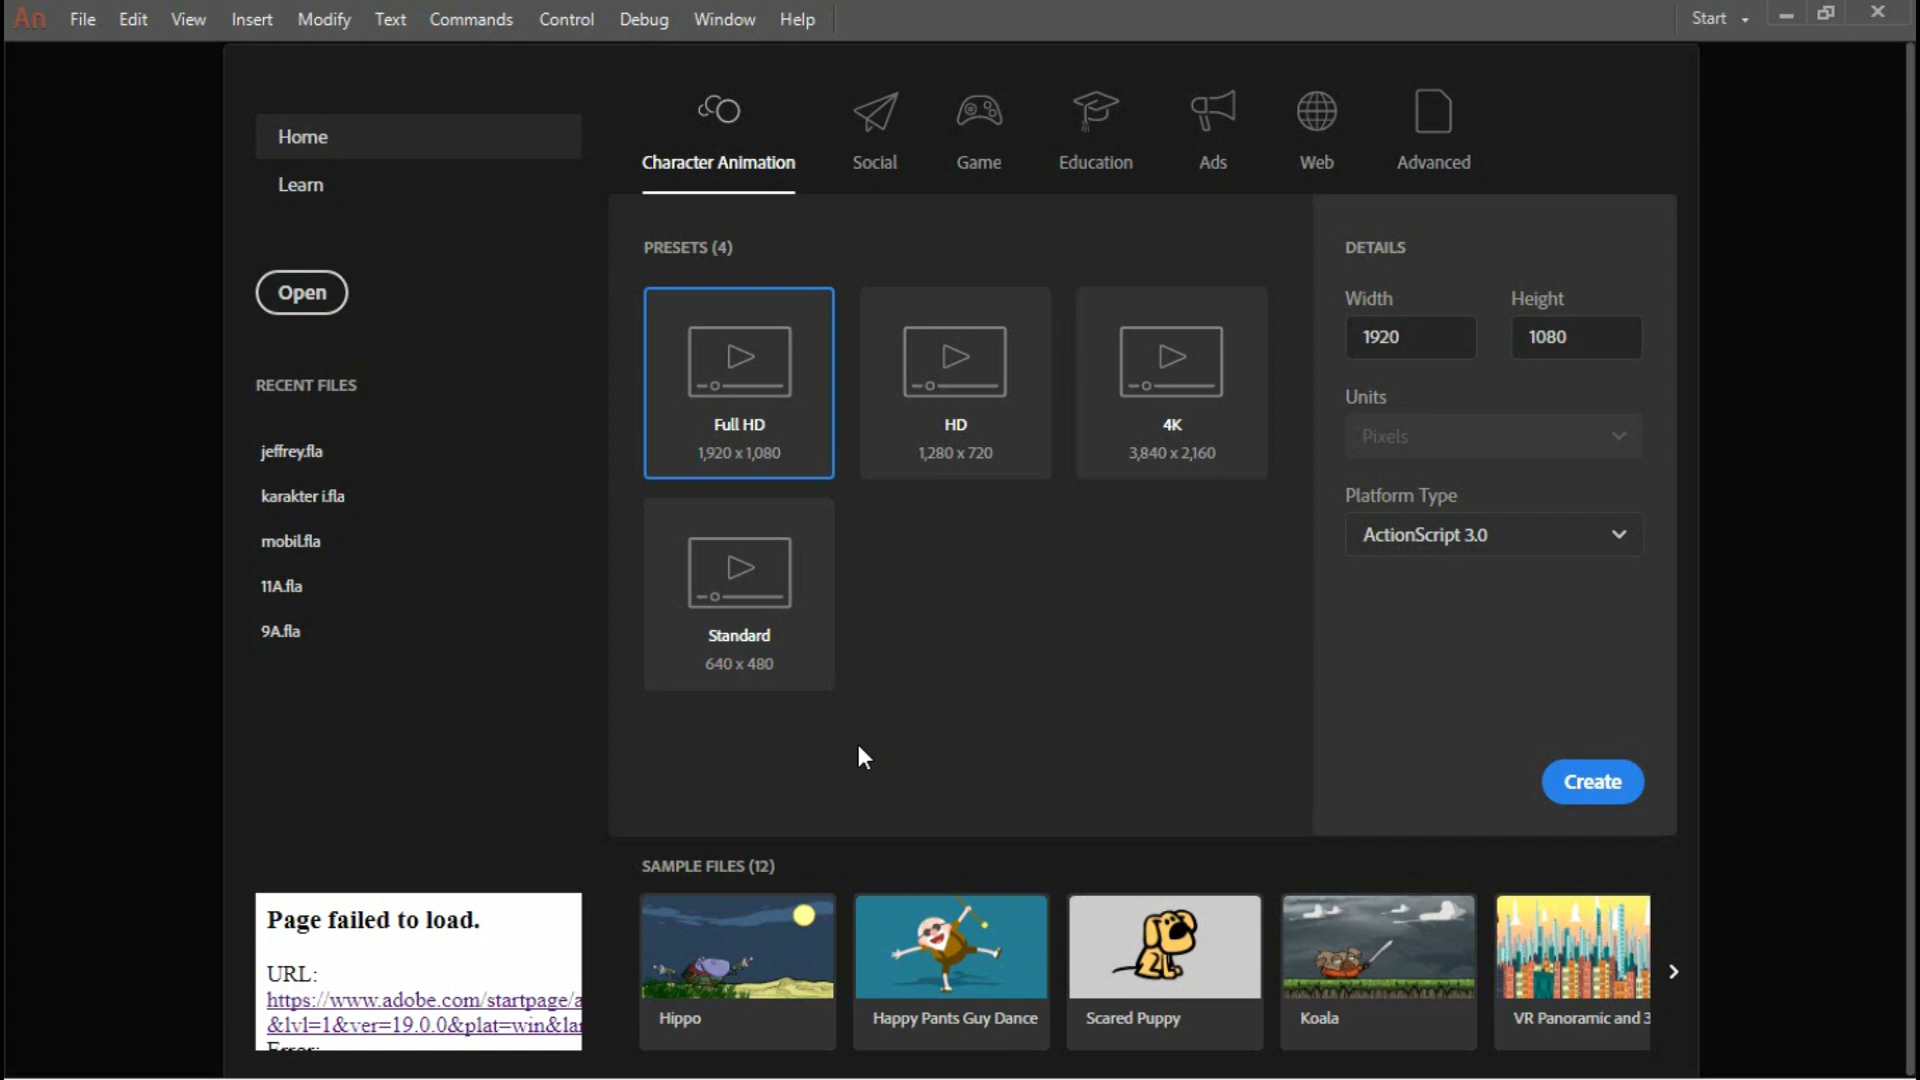 An File Edit View Insert Modify Text Commands Control Debug Window Help Start
Home
Learn
Open
RECENT FILES
jeffrey.fla
karakter i.fla
mobil.fla
11A.fla
9A.fla
Page failed to load.
URL:
https://www.adobe.com/startpage/a
&lvl=1&ver=19.0.0&plat=win&lan
Error:
Character Animation Social Game Education Ads Web Advanced
PRESETS (4)
Full HD
1,920 x 1,080
HD
1,280 x 720
4K
3,840 x 2,160
Standard
640 x 480
DETAILS
Width Height
1920 1080
Units
Pixels
Platform Type
ActionScript 3.0
Create
SAMPLE FILES (12)
Hippo
Happy Pants Guy Dance
Scared Puppy
Koala
VR Panoramic and 3